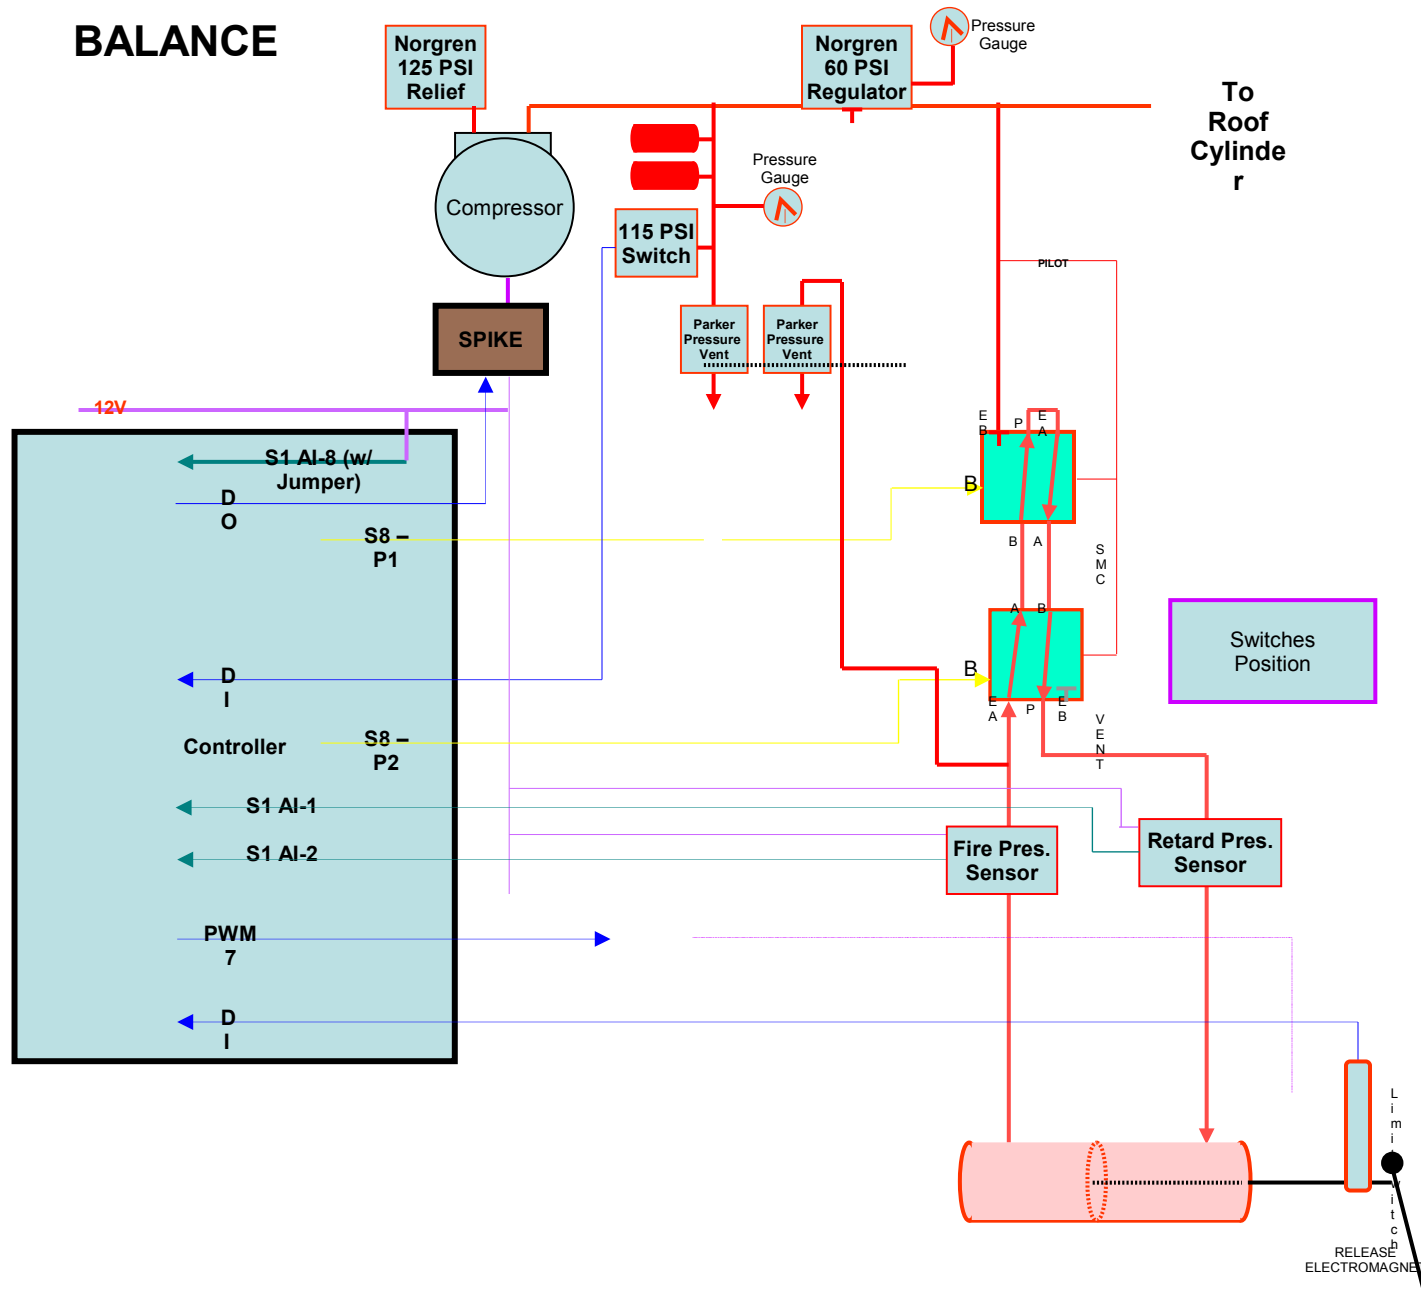 BALANCE
Norgren
125 PSI
Relief
Norgren
60 PSI
Regulator
Pressure
Gauge
To
Roof
Cylinde
r
Pressure
Gauge
Compressor
115 PSI
Switch
PILOT
SPIKE
Parker
Pressure
Vent
Parker
Pressure
Vent
12V
E
B
P
E
A
S1 AI-8 (w/
Jumper)
B
D
O
S8 –
P1
B
A
S
M
C
A
B
Switches
Position
B
D
I
E
A
P
E
B
V
E
N
T
Controller
S8 –
P2
S1 AI-1
Fire Pres.
Sensor
Retard Pres.
Sensor
S1 AI-2
PWM
7
D
I
L
i
m
i
w
i
t
c
h
RELEASE
ELECTROMAGNET